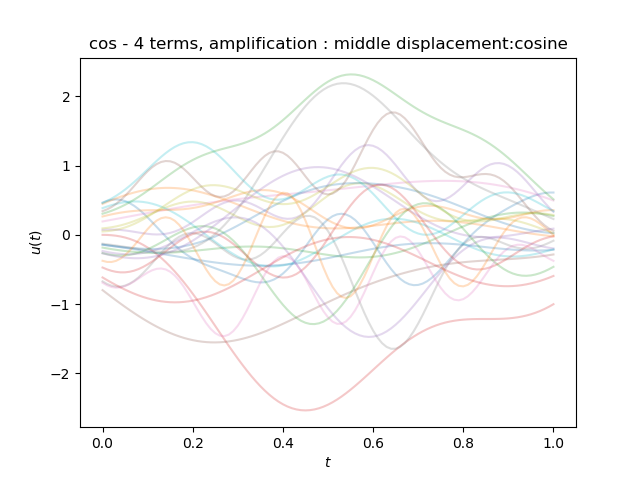 cos - 4 terms, amplification : middle displacement:cosine
2
1
0
−1
−2
u(t)
0.0 0.2 0.4 0.6 0.8 1.0
t